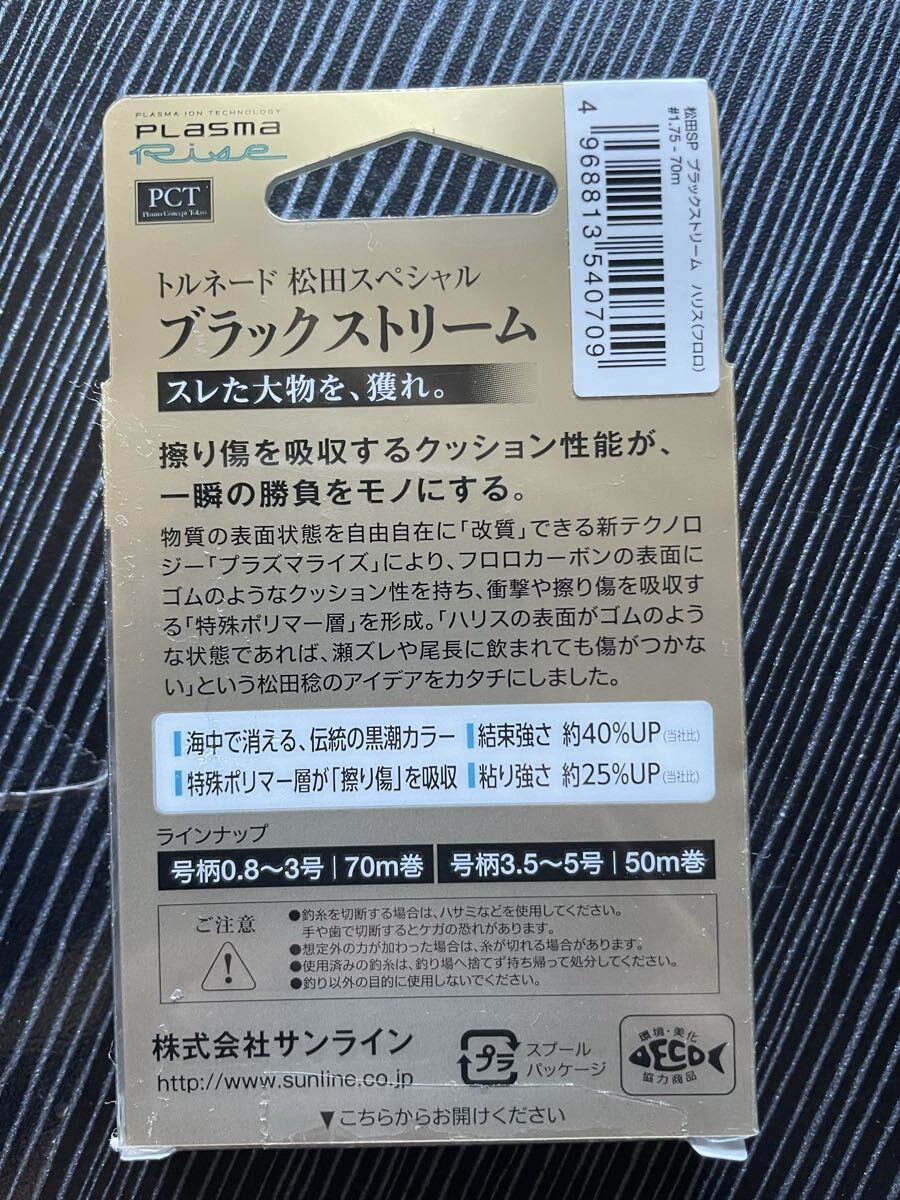 PLASMA ION TECHNOLOGY
PLasma
Rise
PCT
Plasma Concept Tokyo
トルネード 松田スペシャル
ブラックストリーム
スレた大物を、獲れ。
松田SP ブラックストリーム ハリス(フロロ)
#1.75 - 70m
4 968813 540709
擦り傷を吸収するクッション性能が、
一瞬の勝負をモノにする。
物質の表面状態を自由自在に「改質」できる新テクノロ
ジー「プラズマライズ」により、フロロカーボンの表面に
ゴムのようなクッション性を持ち、衝撃や擦り傷を吸収す
る「特殊ポリマー層」を形成。「ハリスの表面がゴムのよう
な状態であれば、瀬ズレや尾長に飲まれても傷がつかな
い」という松田稔のアイデアをカタチにしました。
海中で消える、伝統の黒潮カラー 結束強さ 約40%UP(当社比)
特殊ポリマー層が「擦り傷」を吸収 粘り強さ 約25%UP(当社比)
ラインナップ
号柄0.8〜3号|70m巻 号柄3.5〜5号|50m巻
ご注意
●釣糸を切断する場合は、ハサミなどを使用してください。
手や歯で切断するとケガの恐れがあります。
●想定外の力が加わった場合は、糸が切れる場合があります。
●使用済みの釣糸は、釣り場へ捨てず持ち帰って処分してください。
●釣り以外の目的に使用しないでください。
株式会社サンライン
http://www.sunline.co.jp
プラ
スプール
パッケージ
環境・美化
ECO
協力商品
▼こちらからお開けください